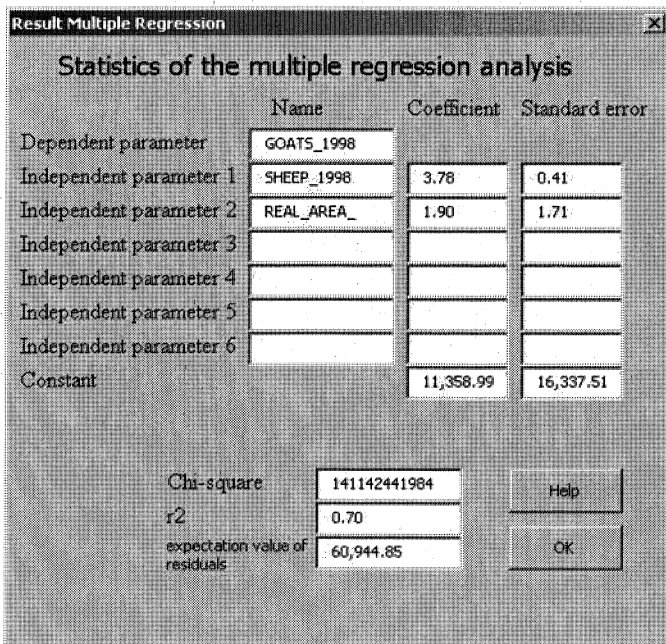 Result Multiple Regression
Statistics of the multiple regression analysis
Name Coefficient Standard error
Dependent parameter GOATS_1998
Independent parameter 1 SHEEP_1998 3.78 0.41
Independent parameter 2 REAL_AREA_ 1.90 1.71
Independent parameter 3
Independent parameter 4
Independent parameter 5
Independent parameter 6
Constant 11,358.99 16,337.51
Chi-square 141142441984 Help
r2 0.70
expectation value of residuals 60,944.85 OK